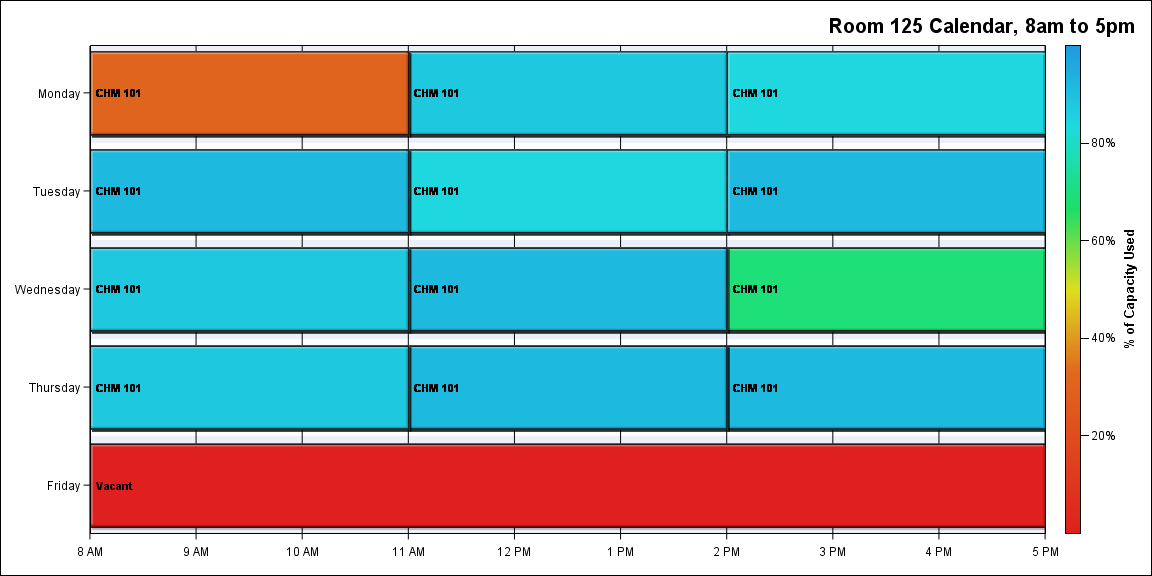 Room 125 Calendar, 8am to 5pm
Monday
CHM 101
CHM 101
CHM 101
Tuesday
CHM 101
CHM 101
CHM 101
Wednesday
CHM 101
CHM 101
CHM 101
Thursday
CHM 101
CHM 101
CHM 101
Friday
Vacant
8 AM
9 AM
10 AM
11 AM
12 PM
1 PM
2 PM
3 PM
4 PM
5 PM
80%
60%
40%
20%
% of Capacity Used